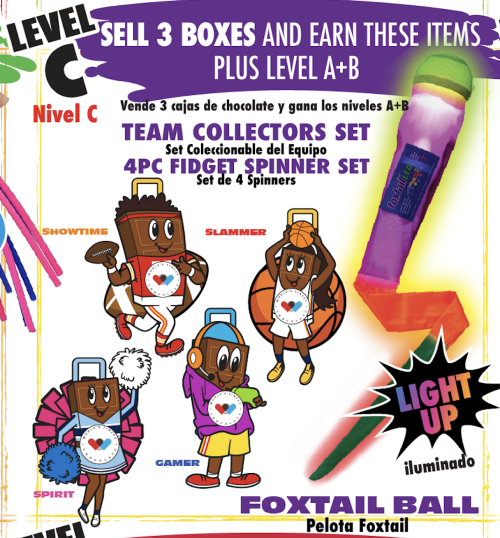 LEVEL
C
Nivel C
SELL 3 BOXES AND EARN THESE ITEMS
PLUS LEVEL A+B
Vende 3 cajas de chocolate y gana los niveles A+B
TEAM COLLECTORS SET
Set Coleccionable del Equipo
4PC FIDGET SPINNER SET
Set de 4 Spinners
SHOWTIME
SLAMMER
foxtail
LIGHT
UP
iluminado
GAMER
SPIRIT
FOXTAIL BALL
Pelota Foxtail
LEVEL